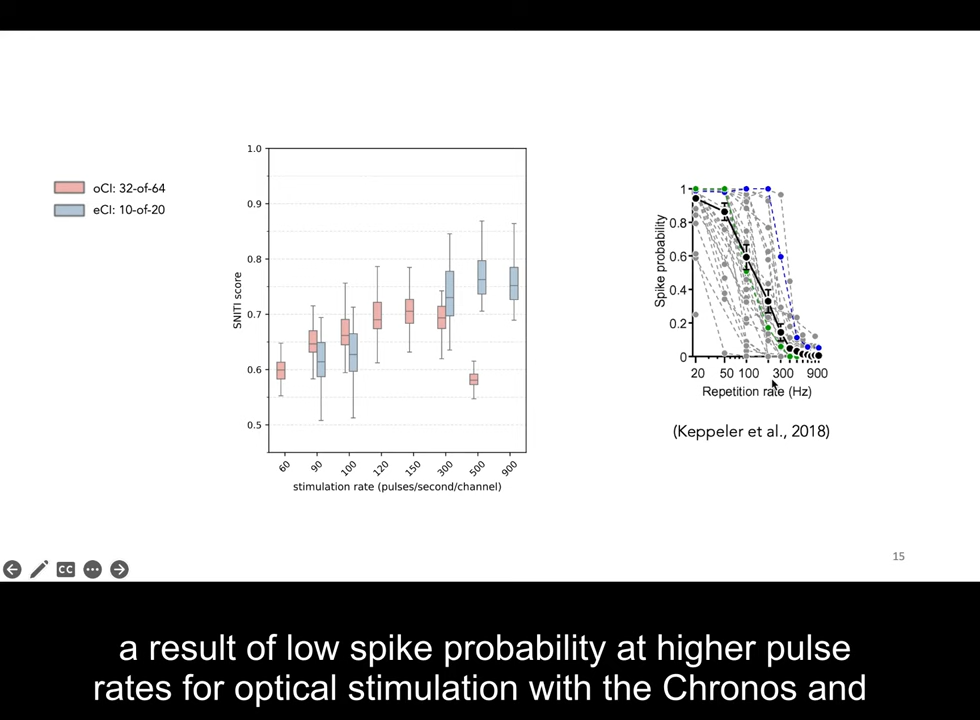 oCI: 32-of-64
eCI: 10-of-20
1.0
0.9
0.8
0.7
0.6
0.5
SNITI score
60
90
100
120
150
300
500
900
stimulation rate (pulses/second/channel)
1
0.8
0.6
0.4
0.2
0
Spike probability
20 50 100 300 900
Repetition rate (Hz)
(Keppeler et al., 2018)
15
CC
a result of low spike probability at higher pulse
rates for optical stimulation with the Chronos and